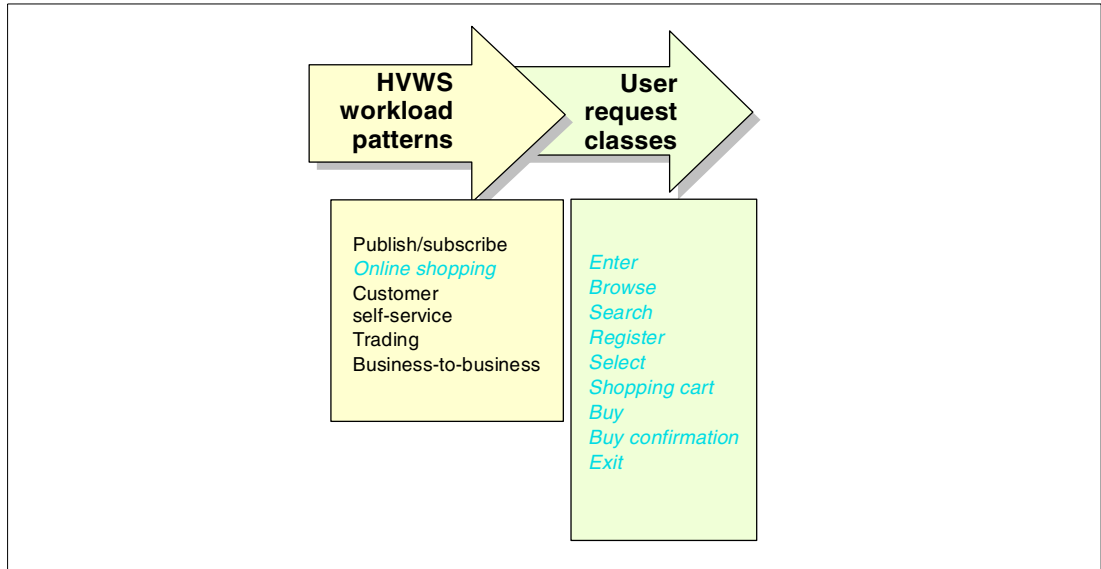 HVWS
workload
patterns
User
request
classes
Publish/subscribe
Online shopping
Customer
self-service
Trading
Business-to-business
Enter
Browse
Search
Register
Select
Shopping cart
Buy
Buy confirmation
Exit